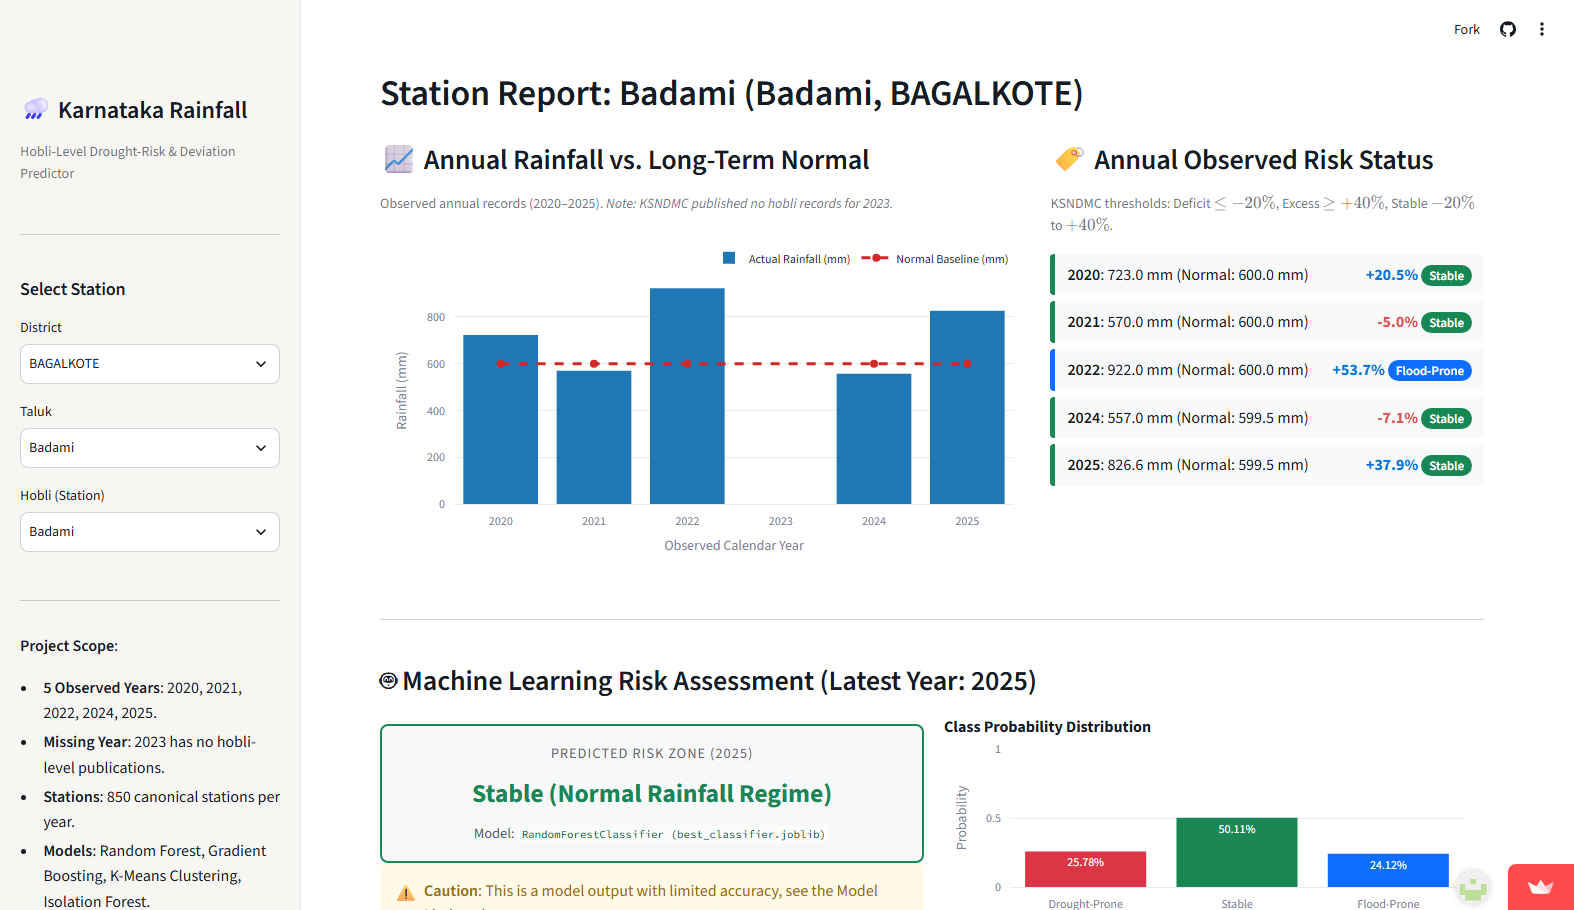 Fork
Karnataka Rainfall
Hobli-Level Drought-Risk & Deviation
Predictor
Select Station
District
BAGALKOTE
Taluk
Badami
Hobli (Station)
Badami
Project Scope:
5 Observed Years: 2020, 2021,
2022, 2024, 2025.
Missing Year: 2023 has no hobli-
level publications.
Stations: 850 canonical stations per
year.
Models: Random Forest, Gradient
Boosting, K-Means Clustering,
Isolation Forest.
Station Report: Badami (Badami, BAGALKOTE)
Annual Rainfall vs. Long-Term Normal
Observed annual records (2020–2025). Note: KSNDMC published no hobli records for 2023.
Actual Rainfall (mm) Normal Baseline (mm)
Rainfall (mm)
800
600
400
200
0
2020 2021 2022 2023 2024 2025
Observed Calendar Year
Annual Observed Risk Status
KSNDMC thresholds: Deficit ≤ −20%, Excess ≥ +40%, Stable −20%
to +40%.
2020: 723.0 mm (Normal: 600.0 mm) +20.5% Stable
2021: 570.0 mm (Normal: 600.0 mm) -5.0% Stable
2022: 922.0 mm (Normal: 600.0 mm) +53.7% Flood-Prone
2024: 557.0 mm (Normal: 599.5 mm) -7.1% Stable
2025: 826.6 mm (Normal: 599.5 mm) +37.9% Stable
Machine Learning Risk Assessment (Latest Year: 2025)
PREDICTED RISK ZONE (2025)
Stable (Normal Rainfall Regime)
Model: RandomForestClassifier (best_classifier.joblib)
Caution: This is a model output with limited accuracy, see the Model
Class Probability Distribution
Probability
1
0.5
0
25.78%
50.11%
24.12%
Drought-Prone Stable Flood-Prone